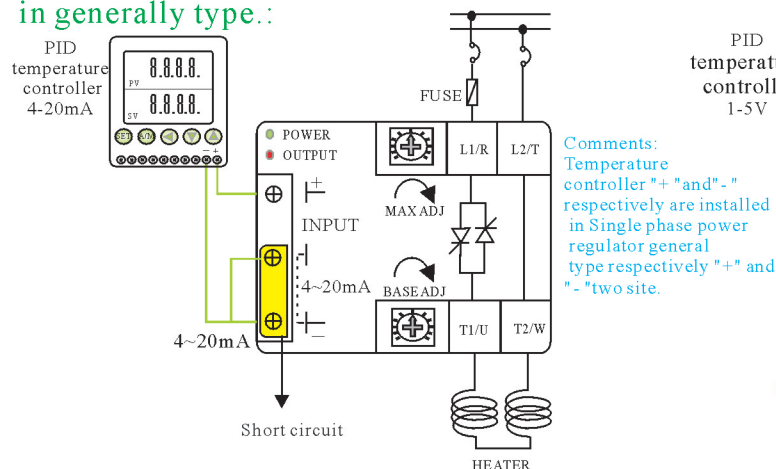 in generally type.:
PID
temperature
controller
4-20mA
8.8.8.8.
PV
8.8.8.8.
SV
SET A/M
- +
FUSE
POWER
OUTPUT
L1/R L2/T
+
INPUT
MAX ADJ
4~20mA
BASE ADJ
-
4~20mA
T1/U T2/W
Short circuit
HEATER
Comments:
Temperature
controller "+ "and"- "
respectively are installed
in Single phase power
regulator general
type respectively "+" and
"- "two site.
PID
controll
1-5V